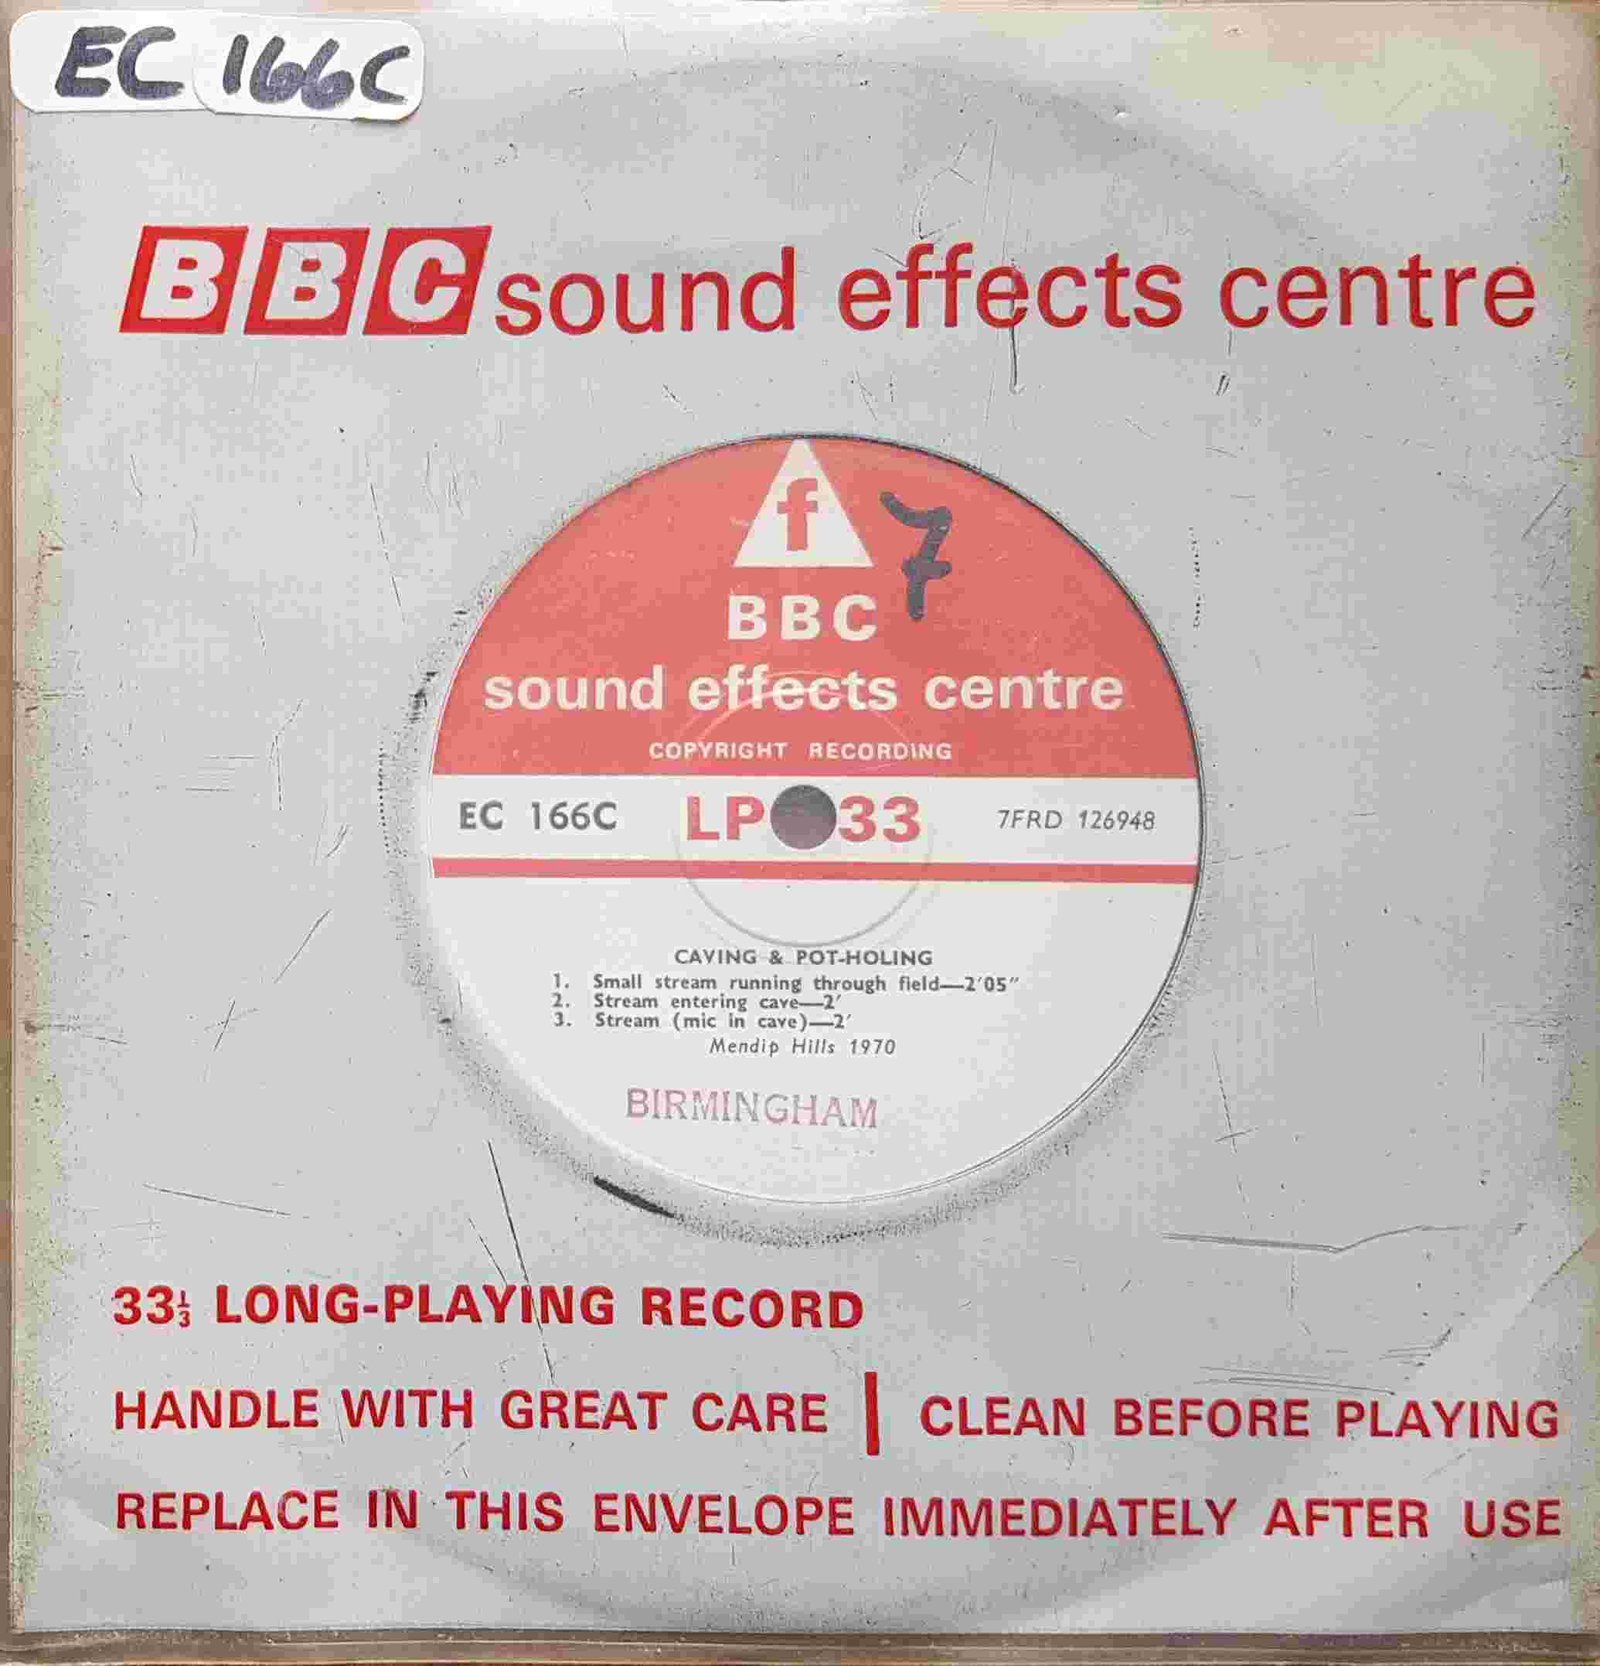 EC 166C
BBC sound effects centre
f 7
BBC
sound effects centre
COPYRIGHT RECORDING
EC 166C LP 33 7FRD 126948
CAVING & POT-HOLING
1. Small stream running through field—2'05"
2. Stream entering cave—2'
3. Stream (mic in cave)—2'
Mendip Hills 1970
BIRMINGHAM
33⅓ LONG-PLAYING RECORD
HANDLE WITH GREAT CARE | CLEAN BEFORE PLAYING
REPLACE IN THIS ENVELOPE IMMEDIATELY AFTER USE